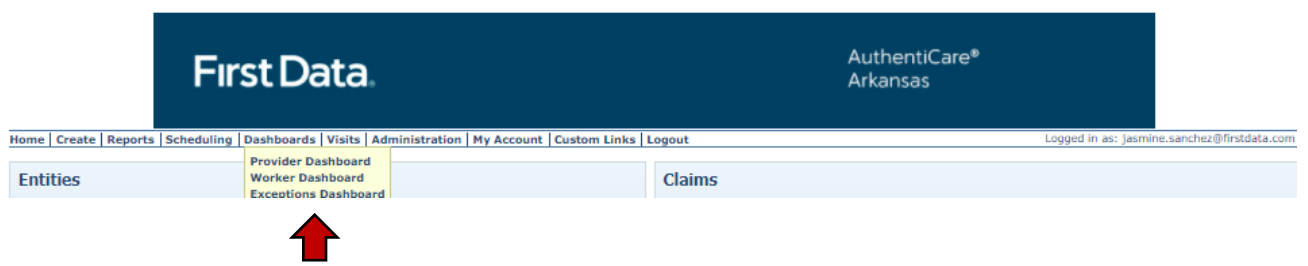 First Data.
AuthentiCare®
Arkansas
Home | Create | Reports | Scheduling | Dashboards | Visits | Administration | My Account | Custom Links | Logout
Logged in as: jasmine.sanchez@firstdata.com
Provider Dashboard
Worker Dashboard
Exceptions Dashboard
Entities
Claims